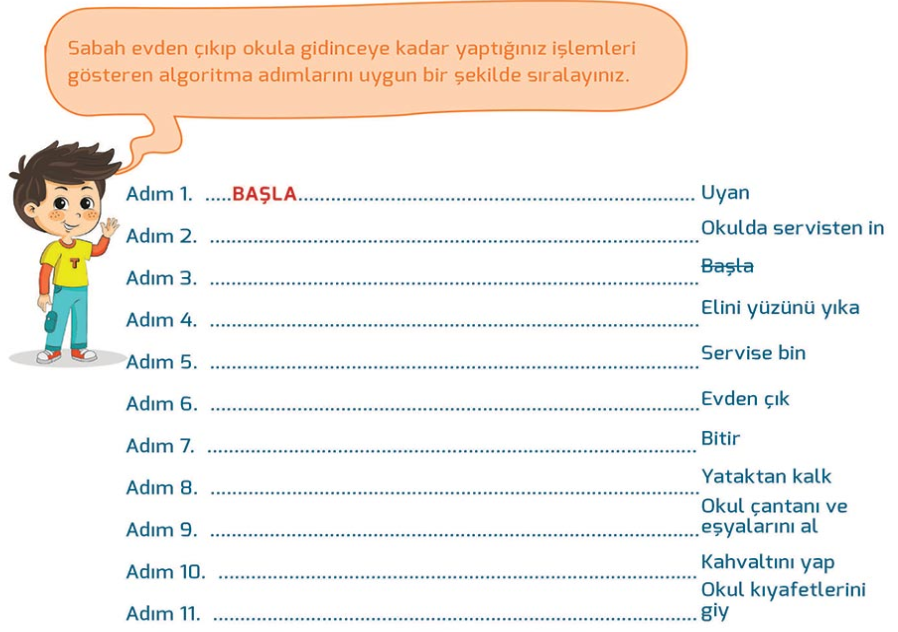 Sabah evden çıkıp okula gidinceye kadar yaptığınız işlemleri
gösteren algoritma adımlarını uygun bir şekilde sıralayınız.
Adım 1. .....BAŞLA............................................................................ Uyan
Adım 2. ............................................................................................... Okulda servisten in
Adım 3. ............................................................................................... Başla
Adım 4. ............................................................................................... Elini yüzünü yıka
Adım 5. ............................................................................................... Servise bin
Adım 6. ............................................................................................... Evden çık
Adım 7. ............................................................................................... Bitir
Adım 8. ............................................................................................... Yataktan kalk
Adım 9. ............................................................................................... Okul çantanı ve
eşyalarını al
Adım 10. ............................................................................................. Kahvaltını yap
Adım 11. ............................................................................................. Okul kıyafetlerini
giy
T